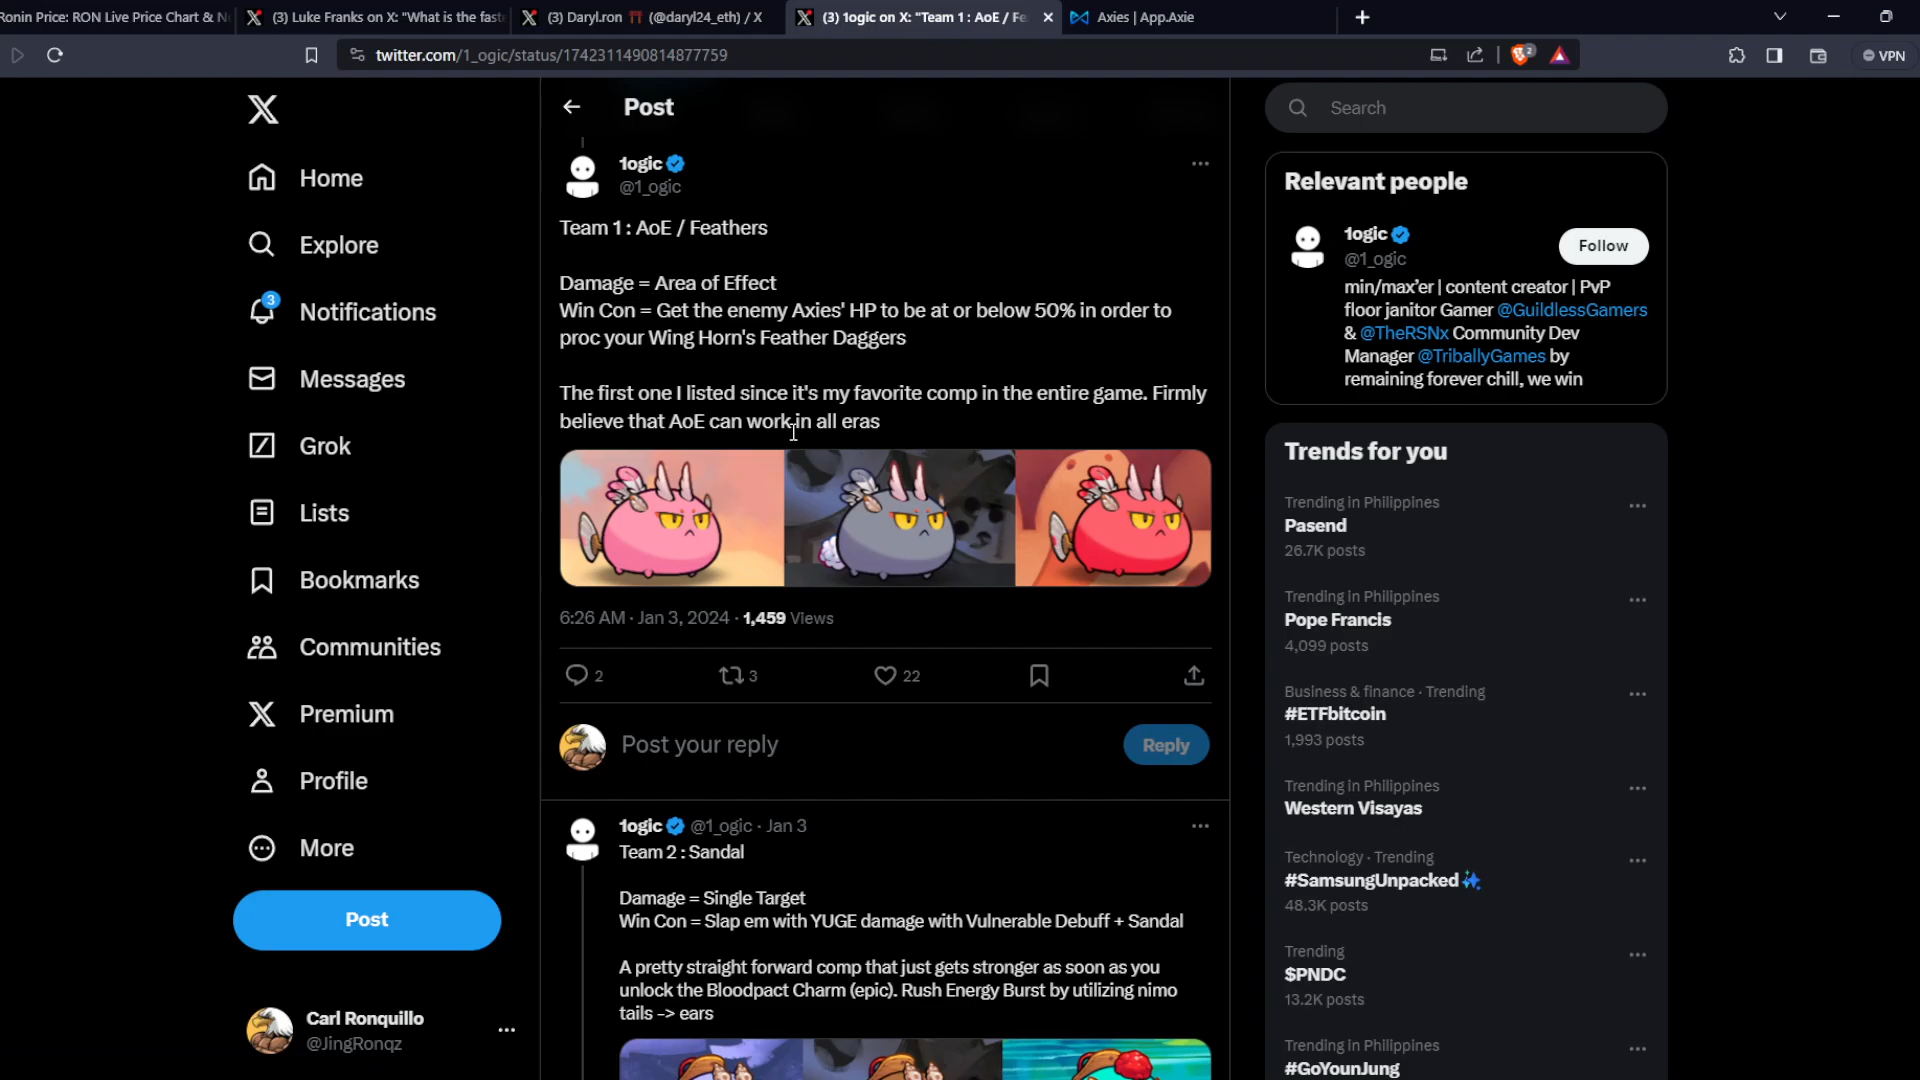 Ronin Price: RON Live Price Chart & N
(3) Luke Franks on X: "What is the faste
(3) Daryl.ron ⛩ (@daryl24_eth) / X
(3) 1ogic on X: "Team 1 : AoE / Fe
Axies | App.Axie
twitter.com/1_ogic/status/1742311490814877759
2
VPN
Home
Explore
3
Notifications
Messages
Grok
Lists
Bookmarks
Communities
Premium
Profile
More
Post
Carl Ronquillo
@JingRonqz
Post
1ogic
@1_ogic
Team 1 : AoE / Feathers
Damage = Area of Effect
Win Con = Get the enemy Axies' HP to be at or below 50% in order to
proc your Wing Horn's Feather Daggers
The first one I listed since it's my favorite comp in the entire game. Firmly
believe that AoE can work in all eras
6:26 AM · Jan 3, 2024 · 1,459 Views
2
3
22
Post your reply
Reply
1ogic @1_ogic · Jan 3
Team 2 : Sandal
Damage = Single Target
Win Con = Slap em with YUGE damage with Vulnerable Debuff + Sandal
A pretty straight forward comp that just gets stronger as soon as you
unlock the Bloodpact Charm (epic). Rush Energy Burst by utilizing nimo
tails -> ears
Search
Relevant people
1ogic
@1_ogic
Follow
min/max'er | content creator | PvP
floor janitor Gamer @GuildlessGamers
& @TheRSNx Community Dev
Manager @TriballyGames by
remaining forever chill, we win
Trends for you
Trending in Philippines
Pasend
26.7K posts
Trending in Philippines
Pope Francis
4,099 posts
Business & finance · Trending
#ETFbitcoin
1,993 posts
Trending in Philippines
Western Visayas
Technology · Trending
#SamsungUnpacked
48.3K posts
Trending
$PNDC
13.2K posts
Trending in Philippines
#GoYounJung